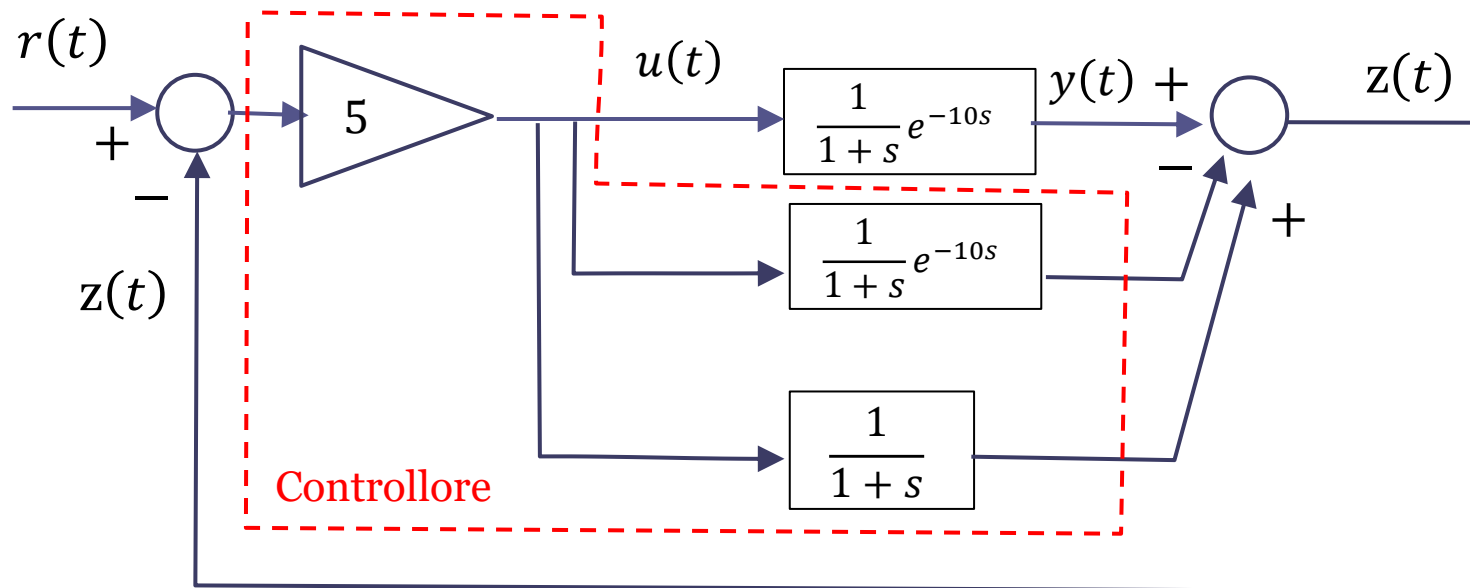 r(t)
+
−
z(t)
5
u(t)
1
1 + s
e^{-10s}
y(t)
+
−
+
z(t)
1
1 + s
e^{-10s}
1
1 + s
Controllore